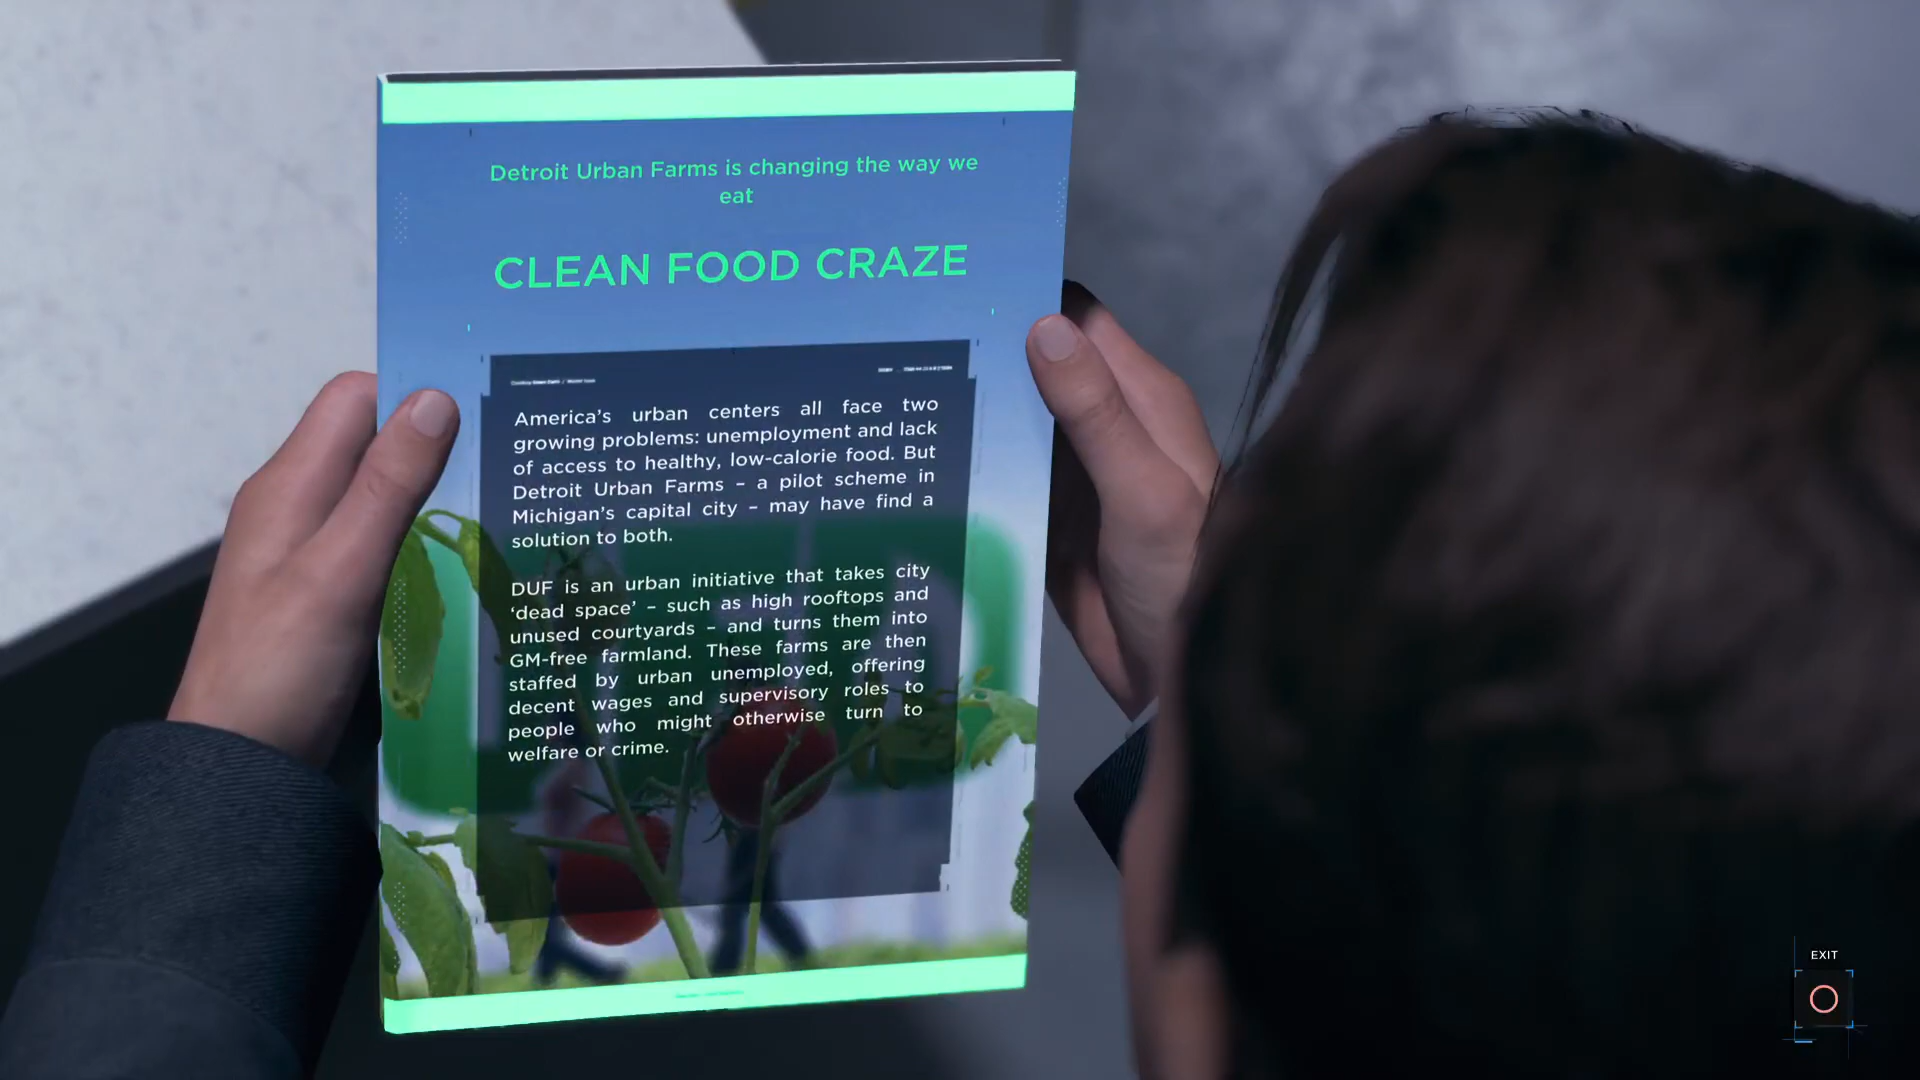 Detroit Urban Farms is changing the way we
eat
CLEAN FOOD CRAZE
America's urban centers all face two
growing problems: unemployment and lack
of access to healthy, low-calorie food. But
Detroit Urban Farms – a pilot scheme in
Michigan's capital city – may have find a
solution to both.
DUF is an urban initiative that takes city
‘dead space’ – such as high rooftops and
unused courtyards – and turns them into
GM-free farmland. These farms are then
staffed by urban unemployed, offering
decent wages and supervisory roles to
people who might otherwise turn to
welfare or crime.
EXIT